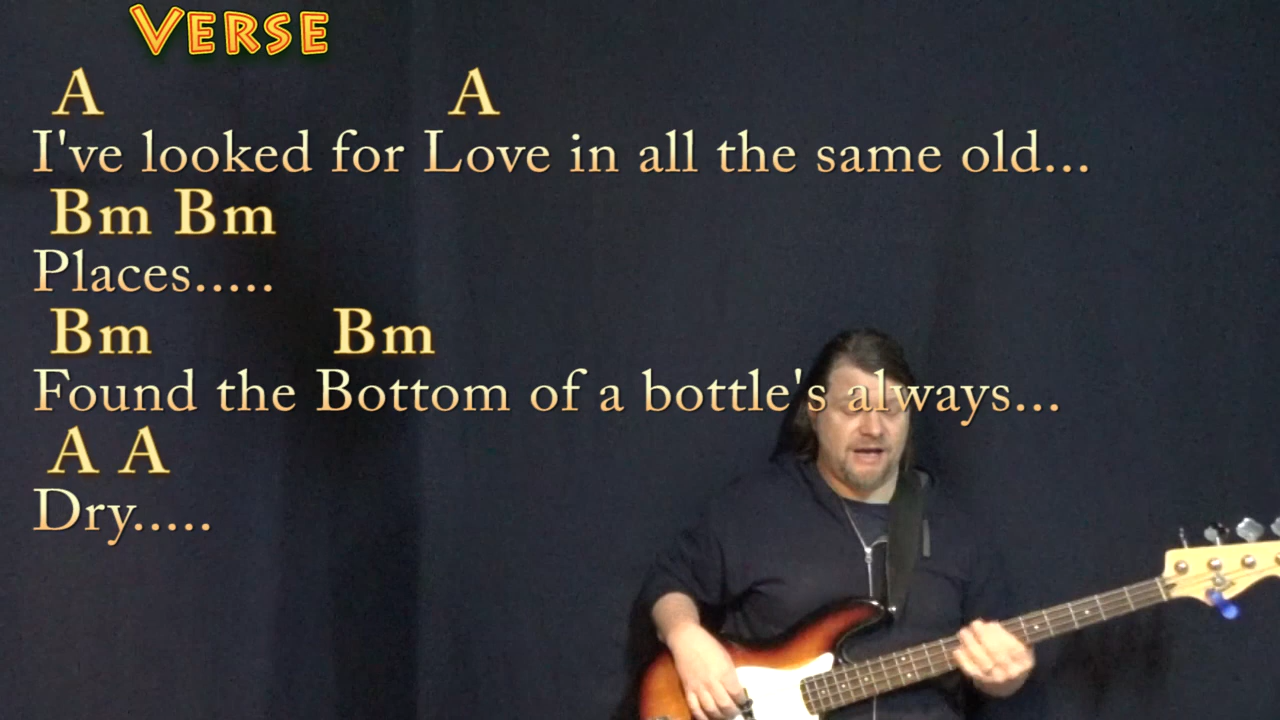 VERSE
A A
I've looked for Love in all the same old...
Bm Bm
Places.....
Bm Bm
Found the Bottom of a bottle's always...
A A
Dry.....